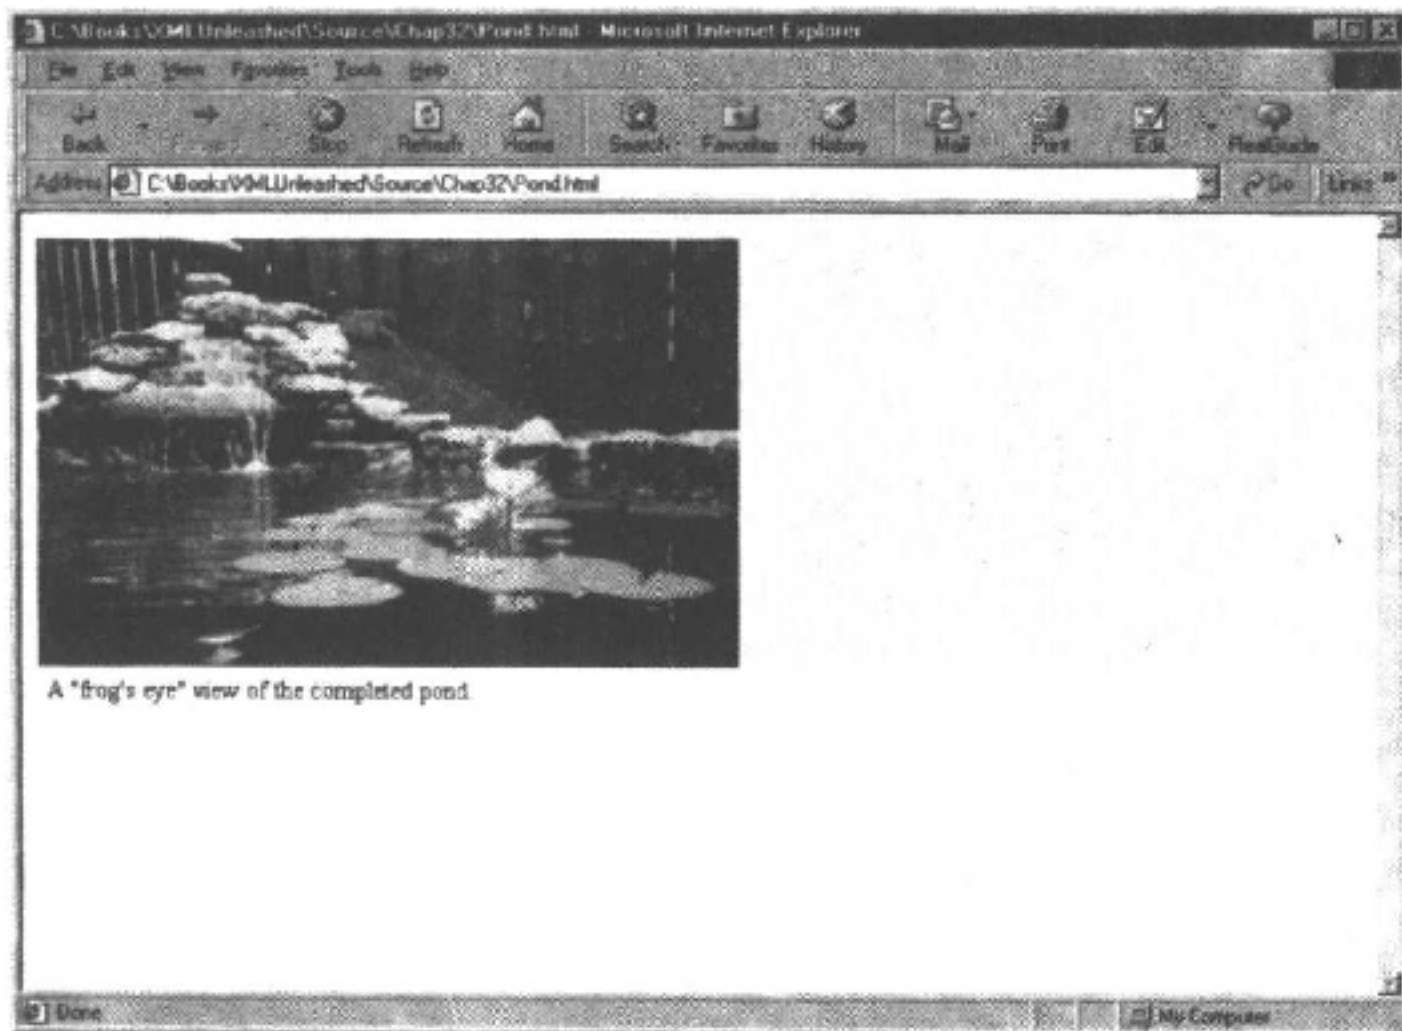 C:\Books\XMLUnleashed\Source\Chap32\Pond.html - Microsoft Internet Explorer
File Edit View Favorites Tools Help
Back Stop Refresh Home Search Favorites History Mail Print Edit RealGuide
Address C:\Books\XMLUnleashed\Source\Chap32\Pond.html Go Links »
A "frog's eye" view of the completed pond.
Done My Computer